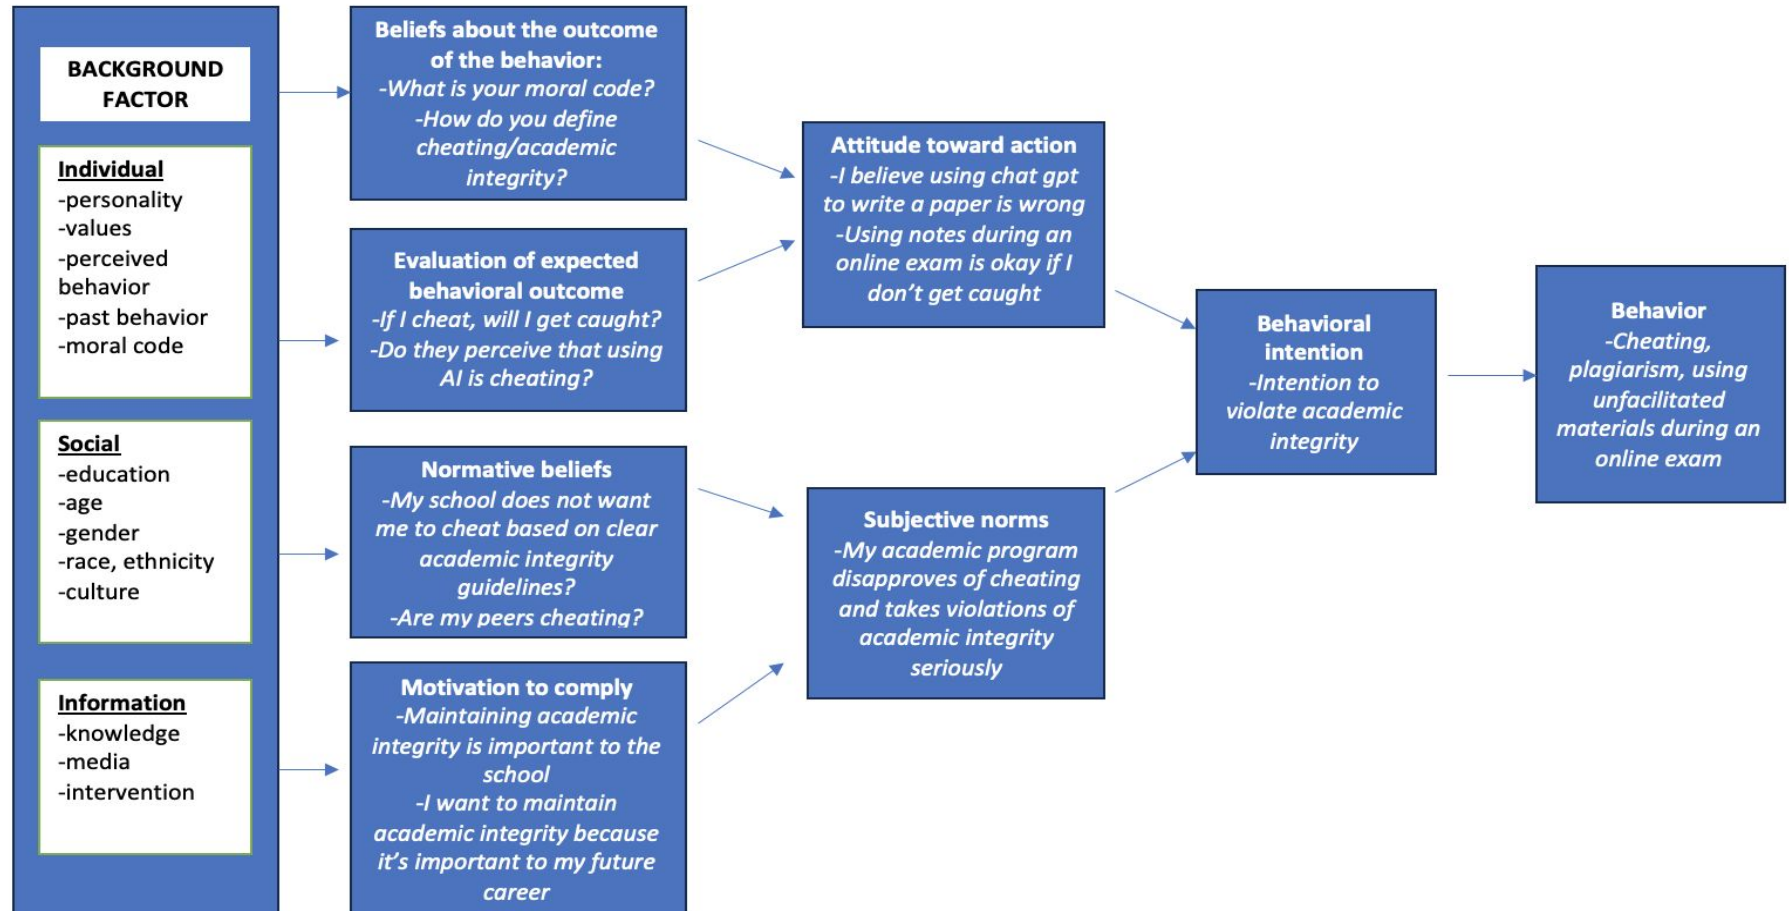 BACKGROUND
FACTOR
Individual
-personality
-values
-perceived
behavior
-past behavior
-moral code
Social
-education
-age
-gender
-race, ethnicity
-culture
Information
-knowledge
-media
-intervention
Beliefs about the outcome
of the behavior:
-What is your moral code?
-How do you define
cheating/academic
integrity?
Evaluation of expected
behavioral outcome
-If I cheat, will I get caught?
-Do they perceive that using
AI is cheating?
Normative beliefs
-My school does not want
me to cheat based on clear
academic integrity
guidelines?
-Are my peers cheating?
Motivation to comply
-Maintaining academic
integrity is important to the
school
-I want to maintain
academic integrity because
it’s important to my future
career
Attitude toward action
-I believe using chat gpt
to write a paper is wrong
-Using notes during an
online exam is okay if I
don’t get caught
Subjective norms
-My academic program
disapproves of cheating
and takes violations of
academic integrity
seriously
Behavioral
intention
-Intention to
violate academic
integrity
Behavior
-Cheating,
plagiarism, using
unfacilitated
materials during an
online exam